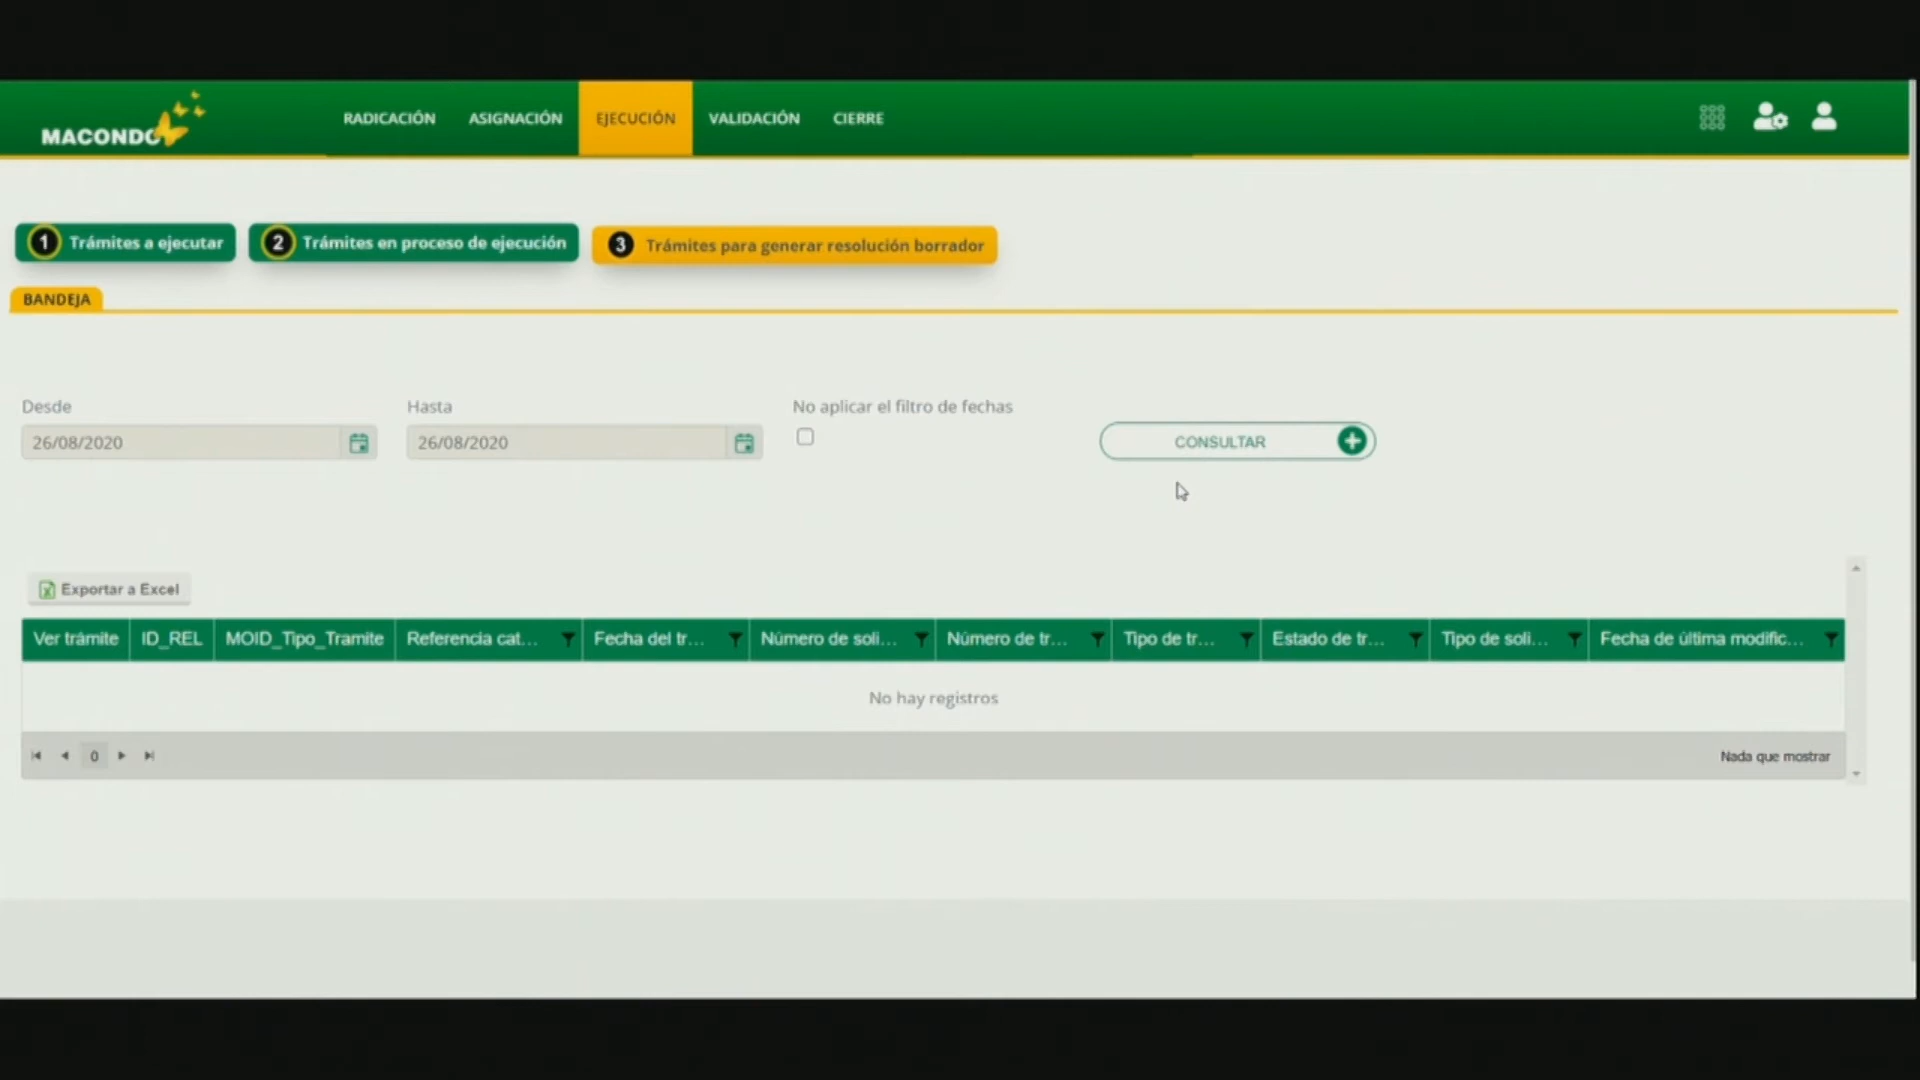 MACONDO
RADICACIÓN ASIGNACIÓN EJECUCIÓN VALIDACIÓN CIERRE
1 Trámites a ejecutar 2 Trámites en proceso de ejecución 3 Trámites para generar resolución borrador
BANDEJA
Desde Hasta No aplicar el filtro de fechas
26/08/2020 26/08/2020 CONSULTAR
Exportar a Excel
Ver trámite ID_REL MOID_Tipo_Tramite Referencia cat... Fecha del tr... Número de soli... Número de tr... Tipo de tr... Estado de tr... Tipo de soli... Fecha de última modific...
No hay registros
0 Nada que mostrar